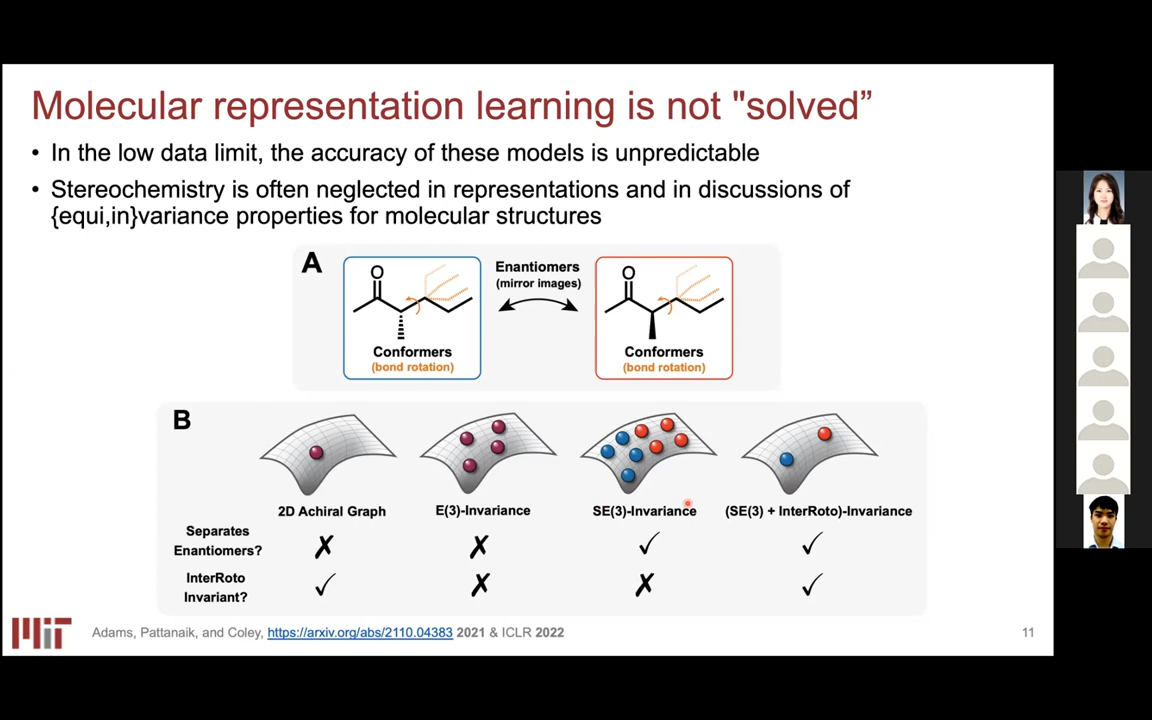 Molecular representation learning is not "solved”
• In the low data limit, the accuracy of these models is unpredictable
• Stereochemistry is often neglected in representations and in discussions of
{equi,in}variance properties for molecular structures
A
O
Conformers
(bond rotation)
Enantiomers
(mirror images)
O
Conformers
(bond rotation)
B
2D Achiral Graph
E(3)-Invariance
SE(3)-Invariance
(SE(3) + InterRoto)-Invariance
Separates
Enantiomers?
✗ ✗ ✓ ✓
InterRoto
Invariant?
✓ ✗ ✗ ✓
MiT
Adams, Pattanaik, and Coley, https://arxiv.org/abs/2110.04383 2021 & ICLR 2022
11